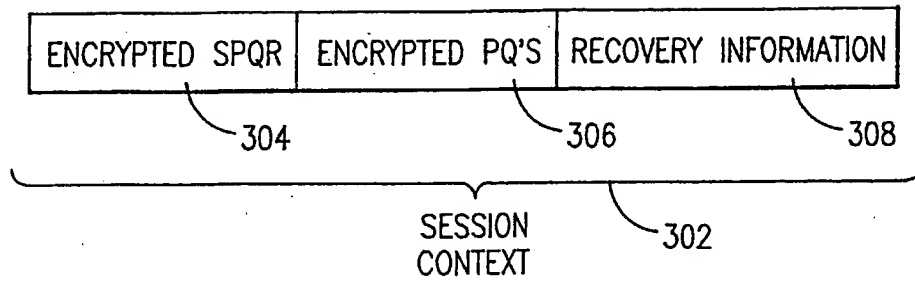 ENCRYPTED SPQR ENCRYPTED PQ'S RECOVERY INFORMATION
304 306 308
SESSION
CONTEXT
302